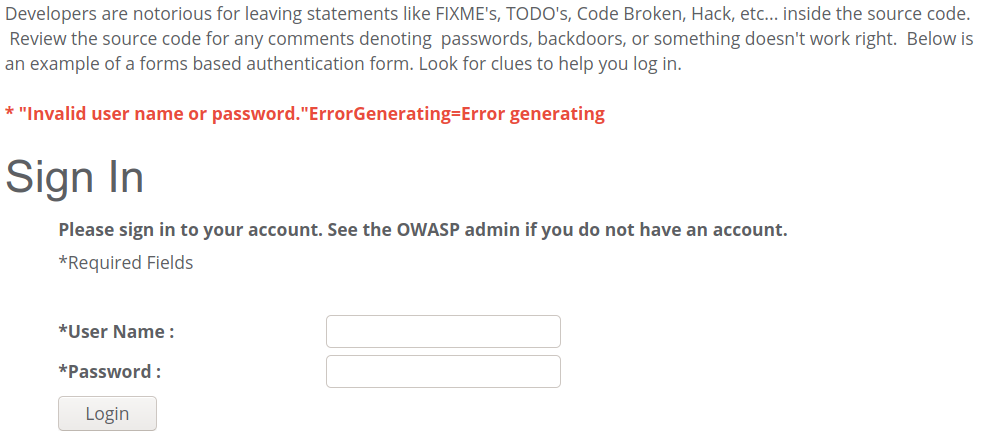 Developers are notorious for leaving statements like FIXME's, TODO's, Code Broken, Hack, etc... inside the source code.
Review the source code for any comments denoting  passwords, backdoors, or something doesn't work right.  Below is
an example of a forms based authentication form. Look for clues to help you log in.
* "Invalid user name or password."ErrorGenerating=Error generating
Sign In
Please sign in to your account. See the OWASP admin if you do not have an account.
*Required Fields
*User Name :
*Password :
Login